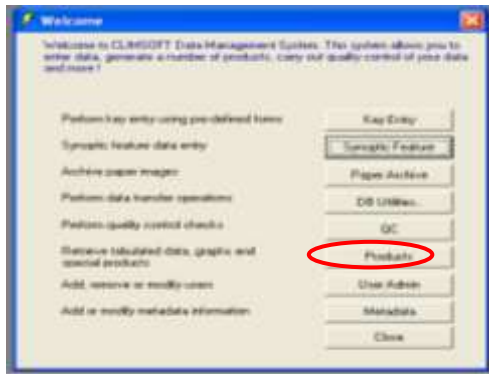 Welcome
Welcome to CLIMSOFT Data Management System. This system allows you to
enter data, generate a number of products, carry out quality control of your data
and more !
Perform key entry using pre-defined forms
Key Entry
Synoptic feature data entry
Synoptic Feature
Archive paper images
Paper Archive
Perform data transfer operations
DB Utilities..
Perform quality control checks
QC
Retrieve tabulated data, graphs and
special products
Products
Add, remove or modify users
User Admin
Add or modify metadata information
Metadata
Close